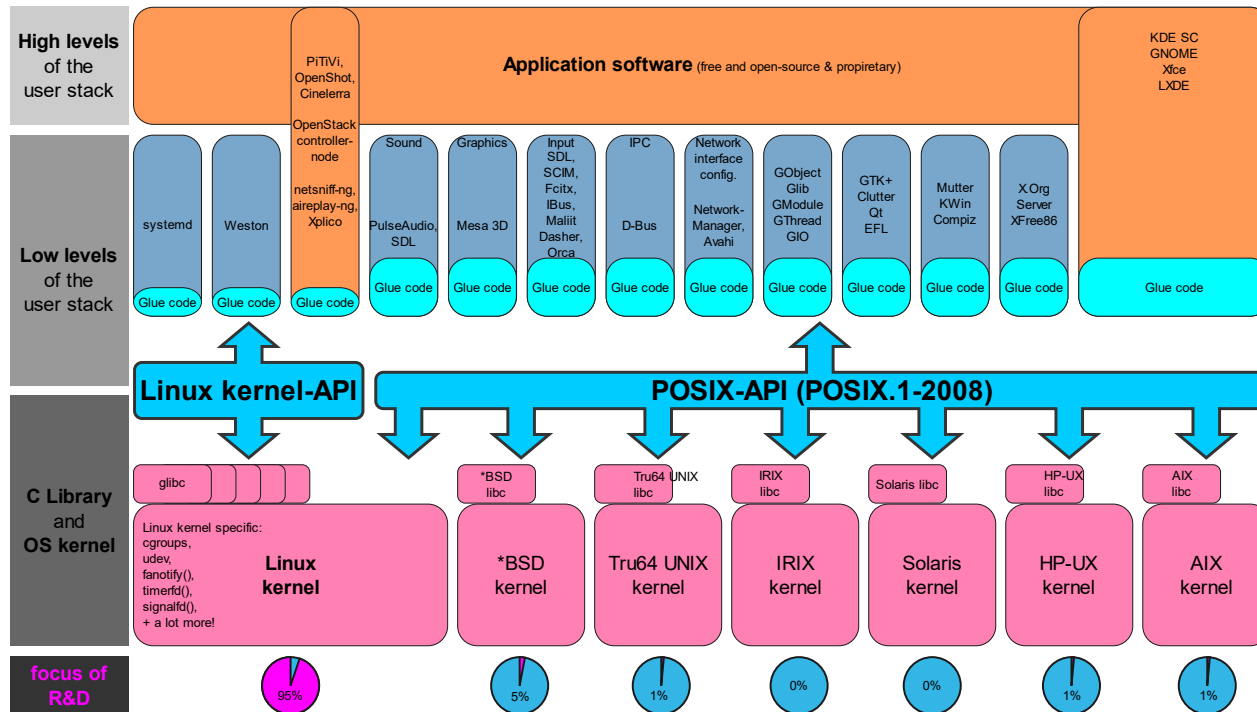 High levels
of the
user stack
Application software (free and open-source & propiretary)
PiTiVi,
OpenShot,
Cinelerra
OpenStack
controller-
node
netsniff-ng,
aireplay-ng,
Xplico
Glue code
KDE SC
GNOME
Xfce
LXDE
Glue code
Low levels
of the
user stack
systemd
Glue code
Weston
Glue code
Sound
PulseAudio,
SDL
Glue code
Graphics
Mesa 3D
Glue code
Input
SDL,
SCIM,
Fcitx,
IBus,
Maliit
Dasher,
Orca
Glue code
IPC
D-Bus
Glue code
Network
interface
config.
Network-
Manager,
Avahi
Glue code
GObject
Glib
GModule
GThread
GIO
Glue code
GTK+
Clutter
Qt
EFL
Glue code
Mutter
KWin
Compiz
Glue code
X.Org
Server
XFree86
Glue code
Linux kernel-API
POSIX-API (POSIX.1-2008)
C Library
and
OS kernel
glibc
Linux kernel specific:
cgroups,
udev,
fanotify(),
timerfd(),
signalfd(),
+ a lot more!
Linux
kernel
*BSD
libc
*BSD
kernel
Tru64 UNIX
libc
Tru64 UNIX
kernel
IRIX
libc
IRIX
kernel
Solaris libc
Solaris
kernel
HP-UX
libc
HP-UX
kernel
AIX
libc
AIX
kernel
focus of
R&D
95%
5%
1%
0%
0%
1%
1%